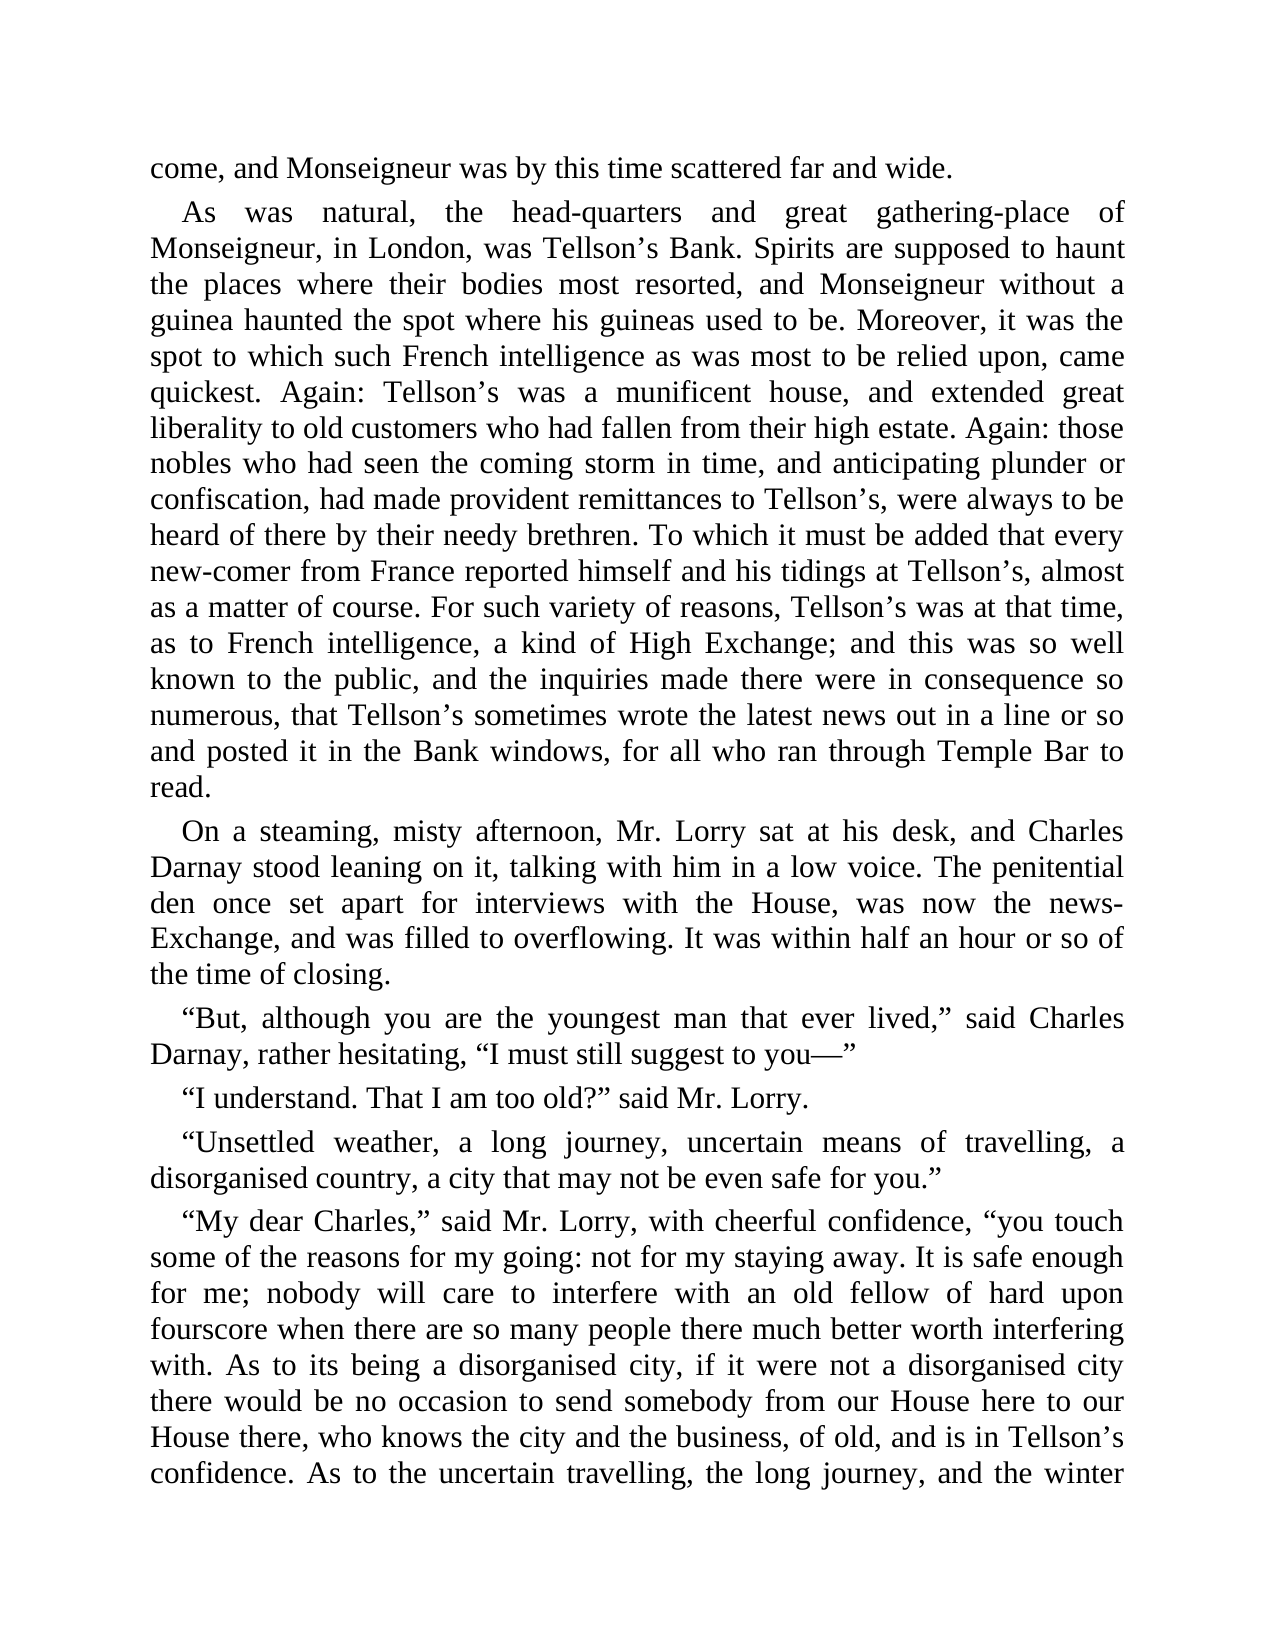 come, and Monseigneur was by this time scattered far and wide.
As was natural, the head-quarters and great gathering-place of
Monseigneur, in London, was Tellson’s Bank. Spirits are supposed to haunt
the places where their bodies most resorted, and Monseigneur without a
guinea haunted the spot where his guineas used to be. Moreover, it was the
spot to which such French intelligence as was most to be relied upon, came
quickest. Again: Tellson’s was a munificent house, and extended great
liberality to old customers who had fallen from their high estate. Again: those
nobles who had seen the coming storm in time, and anticipating plunder or
confiscation, had made provident remittances to Tellson’s, were always to be
heard of there by their needy brethren. To which it must be added that every
new-comer from France reported himself and his tidings at Tellson’s, almost
as a matter of course. For such variety of reasons, Tellson’s was at that time,
as to French intelligence, a kind of High Exchange; and this was so well
known to the public, and the inquiries made there were in consequence so
numerous, that Tellson’s sometimes wrote the latest news out in a line or so
and posted it in the Bank windows, for all who ran through Temple Bar to
read.
On a steaming, misty afternoon, Mr. Lorry sat at his desk, and Charles
Darnay stood leaning on it, talking with him in a low voice. The penitential
den once set apart for interviews with the House, was now the news-
Exchange, and was filled to overflowing. It was within half an hour or so of
the time of closing.
“But, although you are the youngest man that ever lived,” said Charles
Darnay, rather hesitating, “I must still suggest to you—”
“I understand. That I am too old?” said Mr. Lorry.
“Unsettled weather, a long journey, uncertain means of travelling, a
disorganised country, a city that may not be even safe for you.”
“My dear Charles,” said Mr. Lorry, with cheerful confidence, “you touch
some of the reasons for my going: not for my staying away. It is safe enough
for me; nobody will care to interfere with an old fellow of hard upon
fourscore when there are so many people there much better worth interfering
with. As to its being a disorganised city, if it were not a disorganised city
there would be no occasion to send somebody from our House here to our
House there, who knows the city and the business, of old, and is in Tellson’s
confidence. As to the uncertain travelling, the long journey, and the winter